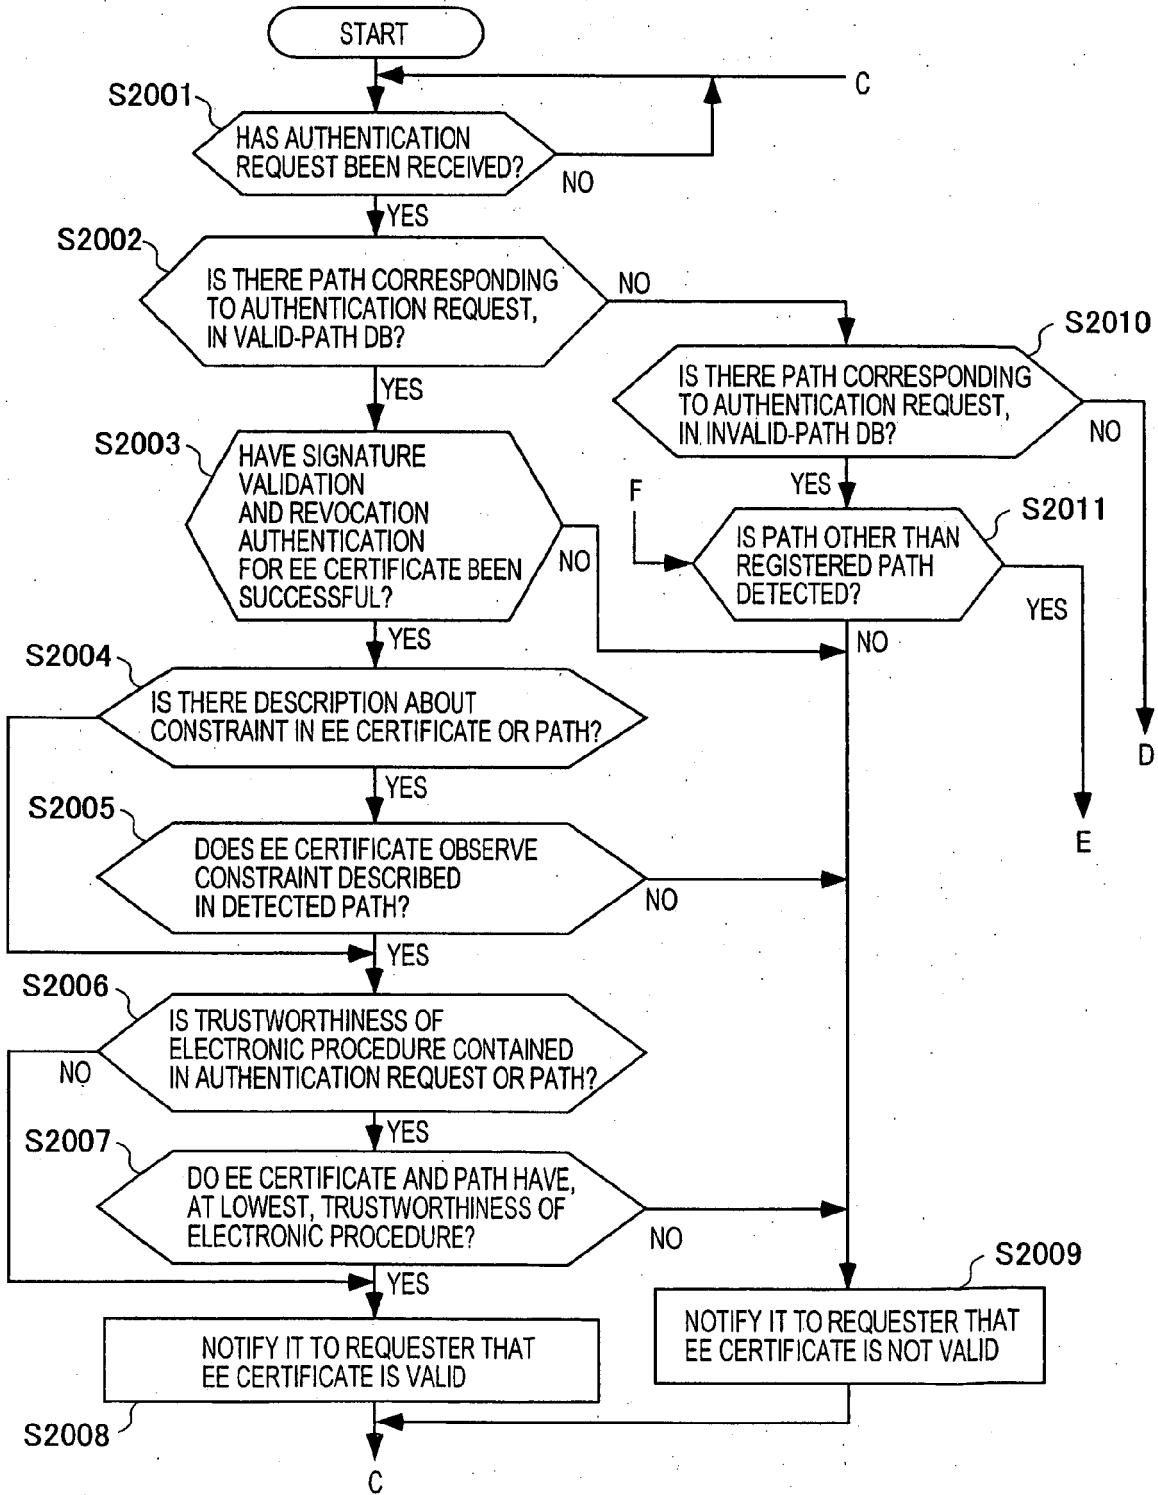 START
C
S2001
HAS AUTHENTICATION
REQUEST BEEN RECEIVED?
NO
YES
S2002
IS THERE PATH CORRESPONDING
TO AUTHENTICATION REQUEST,
IN VALID-PATH DB?
NO
YES
S2010
IS THERE PATH CORRESPONDING
TO AUTHENTICATION REQUEST,
IN INVALID-PATH DB?
NO
YES
S2003
HAVE SIGNATURE
VALIDATION
AND REVOCATION
AUTHENTICATION
FOR EE CERTIFICATE BEEN
SUCCESSFUL?
NO
YES
F
S2011
IS PATH OTHER THAN
REGISTERED PATH
DETECTED?
YES
NO
D
E
S2004
IS THERE DESCRIPTION ABOUT
CONSTRAINT IN EE CERTIFICATE OR PATH?
YES
S2005
DOES EE CERTIFICATE OBSERVE
CONSTRAINT DESCRIBED
IN DETECTED PATH?
NO
YES
S2006
IS TRUSTWORTHINESS OF
ELECTRONIC PROCEDURE CONTAINED
IN AUTHENTICATION REQUEST OR PATH?
NO
YES
S2007
DO EE CERTIFICATE AND PATH HAVE,
AT LOWEST, TRUSTWORTHINESS OF
ELECTRONIC PROCEDURE?
NO
YES
S2009
NOTIFY IT TO REQUESTER THAT
EE CERTIFICATE IS NOT VALID
NOTIFY IT TO REQUESTER THAT
EE CERTIFICATE IS VALID
S2008
C